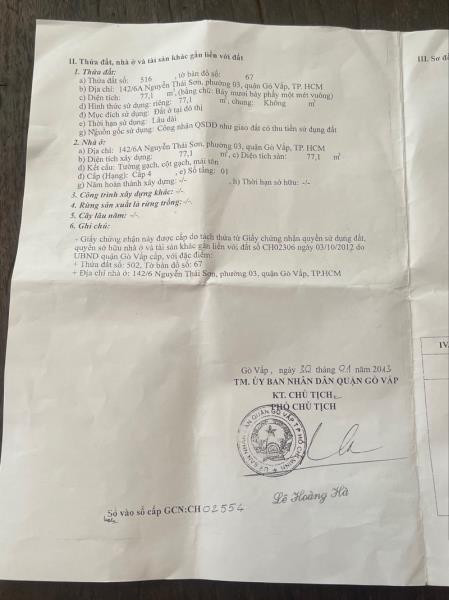 II. Thửa đất, nhà ở và tài sản khác gắn liền với đất
1. Thửa đất:
a) Thửa đất số: 516 , tờ bản đồ số: 67
b) Địa chỉ: 142/6A Nguyễn Thái Sơn, phường 03, quận Gò Vấp, TP. HCM
c) Diện tích: 77,1 m², (bằng chữ: Bảy mươi bảy phẩy một mét vuông)
d) Hình thức sử dụng: riêng: 77,1 m², chung: Không m²
đ) Mục đích sử dụng: Đất ở tại đô thị
e) Thời hạn sử dụng: Lâu dài
g) Nguồn gốc sử dụng: Công nhận QSDĐ như giao đất có thu tiền sử dụng đất
2. Nhà ở:
a) Địa chỉ: 142/6A Nguyễn Thái Sơn, phường 03, quận Gò Vấp, TP. HCM
b) Diện tích xây dựng: 77,1 m², c) Diện tích sàn: 77,1 m²
d) Kết cấu: Tường gạch, cột gạch, mái tôn
đ) Cấp (Hạng): Cấp 4 , e) Số tầng: 01
g) Năm hoàn thành xây dựng: -/- , h) Thời hạn sở hữu: -/-
3. Công trình xây dựng khác: -/-
4. Rừng sản xuất là rừng trồng: -/-
5. Cây lâu năm: -/-
6. Ghi chú:
- Giấy chứng nhận này được cấp do tách thửa từ Giấy chứng nhận quyền sử dụng đất,
quyền sở hữu nhà ở và tài sản khác gắn liền với đất số CH02306 ngày 03/10/2012 do
UBND quận Gò Vấp cấp, với đặc điểm:
+ Thửa đất số: 502, Tờ bản đồ số: 67
+ Địa chỉ nhà ở: 142/6 Nguyễn Thái Sơn, phường 03, quận Gò Vấp, TP.HCM
Gò Vấp, ngày 30 tháng 01 năm 2013
TM. ỦY BAN NHÂN DÂN QUẬN GÒ VẤP
KT. CHỦ TỊCH
PHÓ CHỦ TỊCH
Lê Hoàng Hà
Số vào sổ cấp GCN:CH 02554
III. Sơ đ
IV.